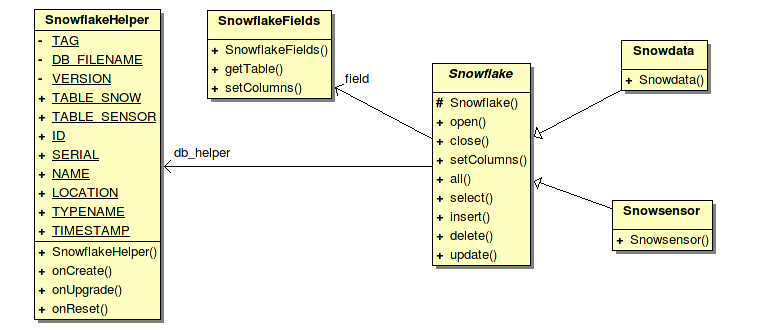 SnowflakeHelper
- TAG
- DB_FILENAME
- VERSION
+ TABLE_SNOW
+ TABLE_SENSOR
+ ID
+ SERIAL
+ NAME
+ LOCATION
+ TYPENAME
+ TIMESTAMP
+ SnowflakeHelper()
+ onCreate()
+ onUpgrade()
+ onReset()
SnowflakeFields
+ SnowflakeFields()
+ getTable()
+ setColumns()
_field
db_helper
Snowflake
# Snowflake()
+ open()
+ close()
+ setColumns()
+ all()
+ select()
+ insert()
+ delete()
+ update()
Snowdata
+ Snowdata()
Snowsensor
+ Snowsensor()